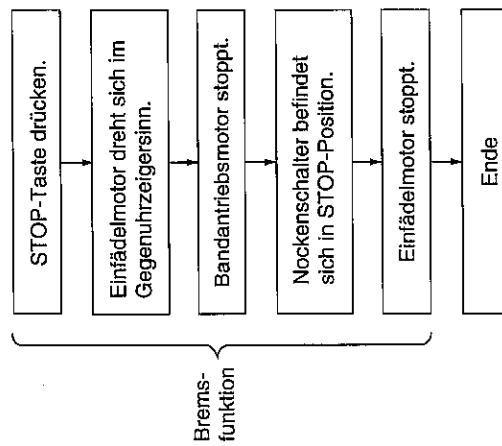 STOP-Taste drücken.
Einfädelmotor dreht sich im
Gegenuhrzeigersinn.
Bandantriebsmotor stoppt.
Nockenschalter befindet
sich in STOP-Position.
Einfädelmotor stoppt.
Ende
Brems-
funktion